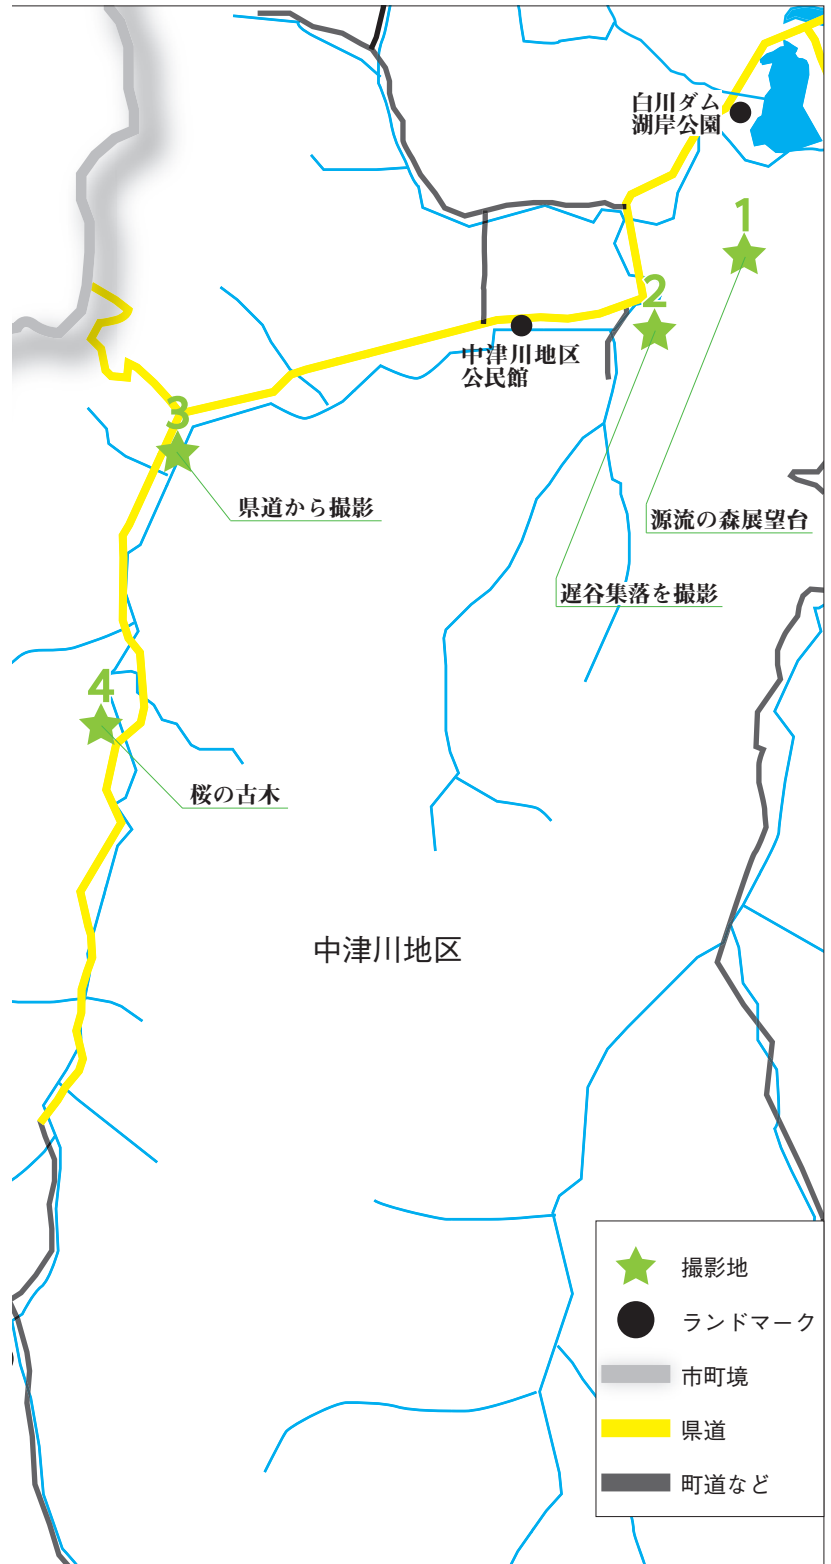 白川ダム
湖岸公園
1
2
中津川地区
公民館
3
県道から撮影
源流の森展望台
遅谷集落を撮影
4
桜の古木
中津川地区
撮影地
ランドマーク
市町境
県道
町道など